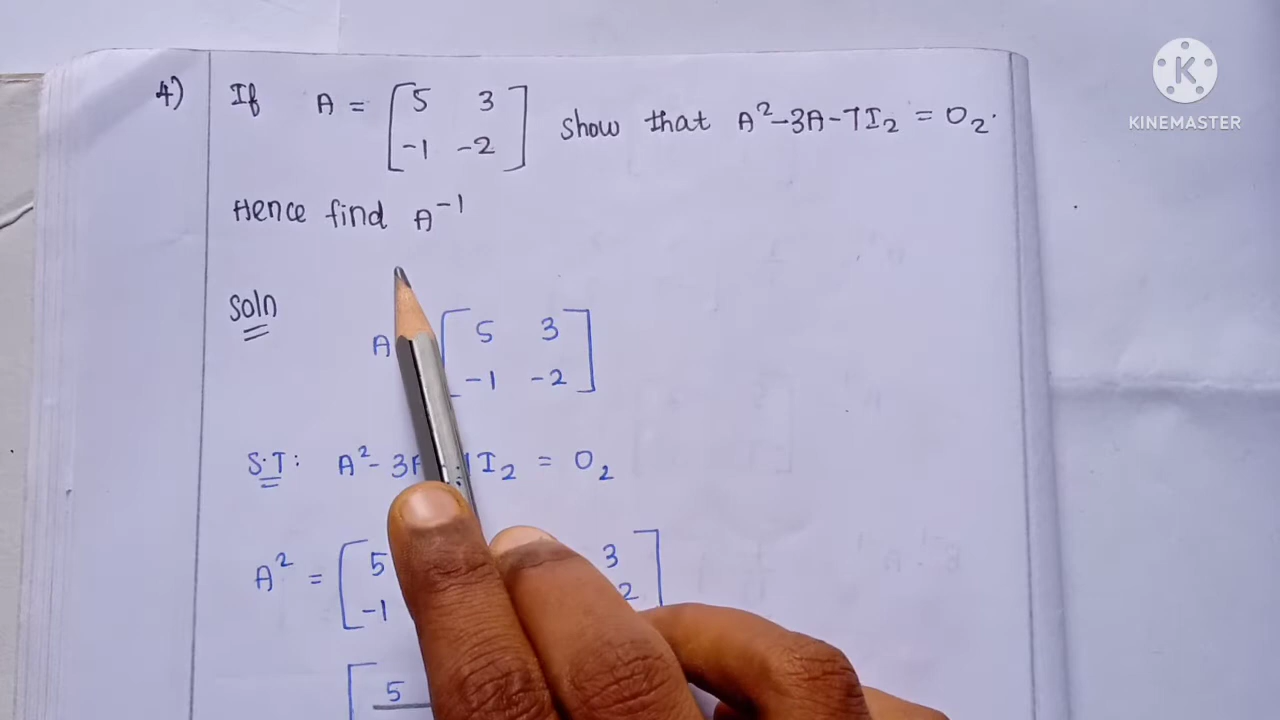 4) If A = [ 5 3 ] show that A²-3A-7I₂ = O₂.
[ -1 -2 ]
Hence find A⁻¹
Soln
A [ 5 3 ]
[ -1 -2 ]
S.T: A²- 3A I₂ = O₂
A² = [ 5 3 ]
[ -1 2 ]
[ 5
K
KINEMASTER